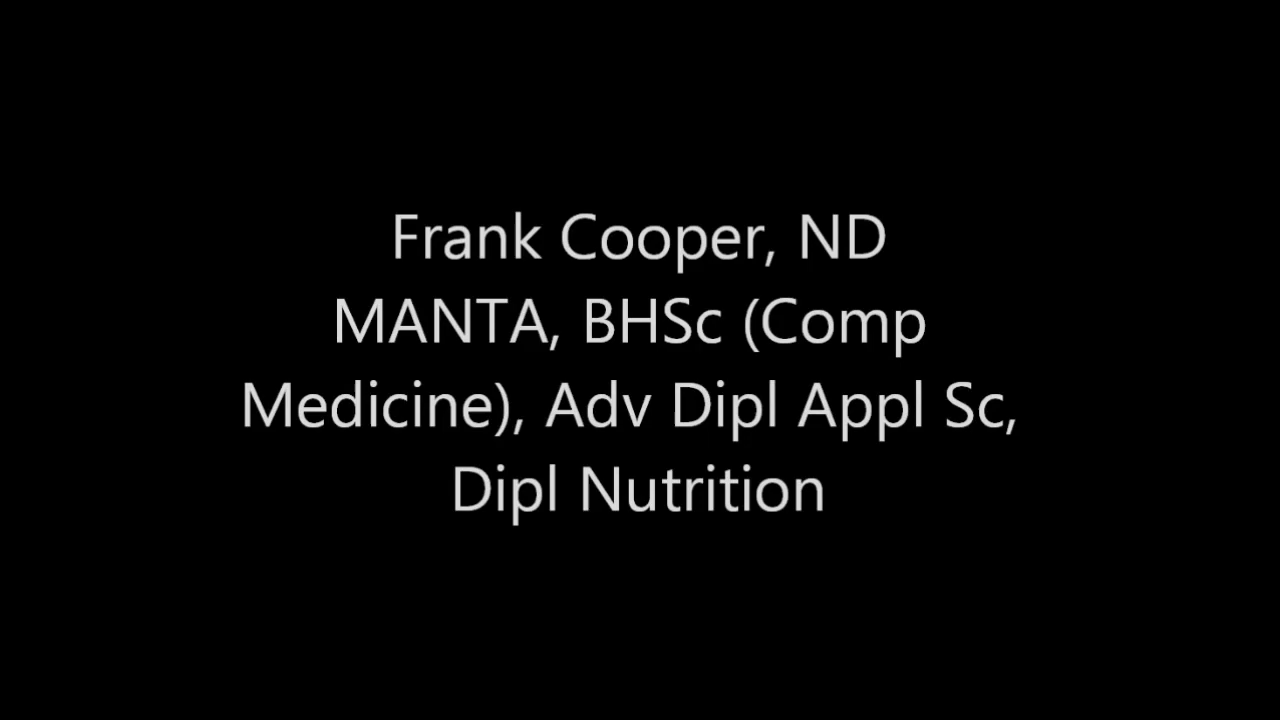 Frank Cooper, ND
MANTA, BHSc (Comp
Medicine), Adv Dipl Appl Sc,
Dipl Nutrition